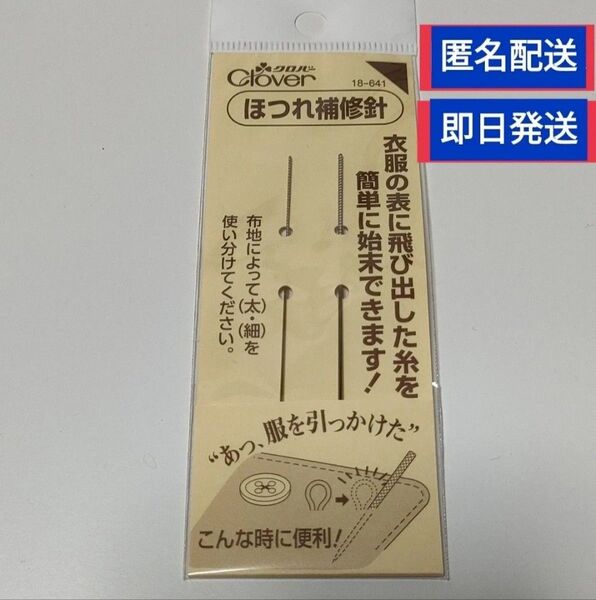 匿名配送
即日発送
クロバー
Clover
18-641
ほつれ補修針
衣服の表に飛び出した糸を
簡単に始末できます!
布地によって(太)・(細)を
使い分けてください。
“あっ、服を引っかけた”
こんな時に便利!